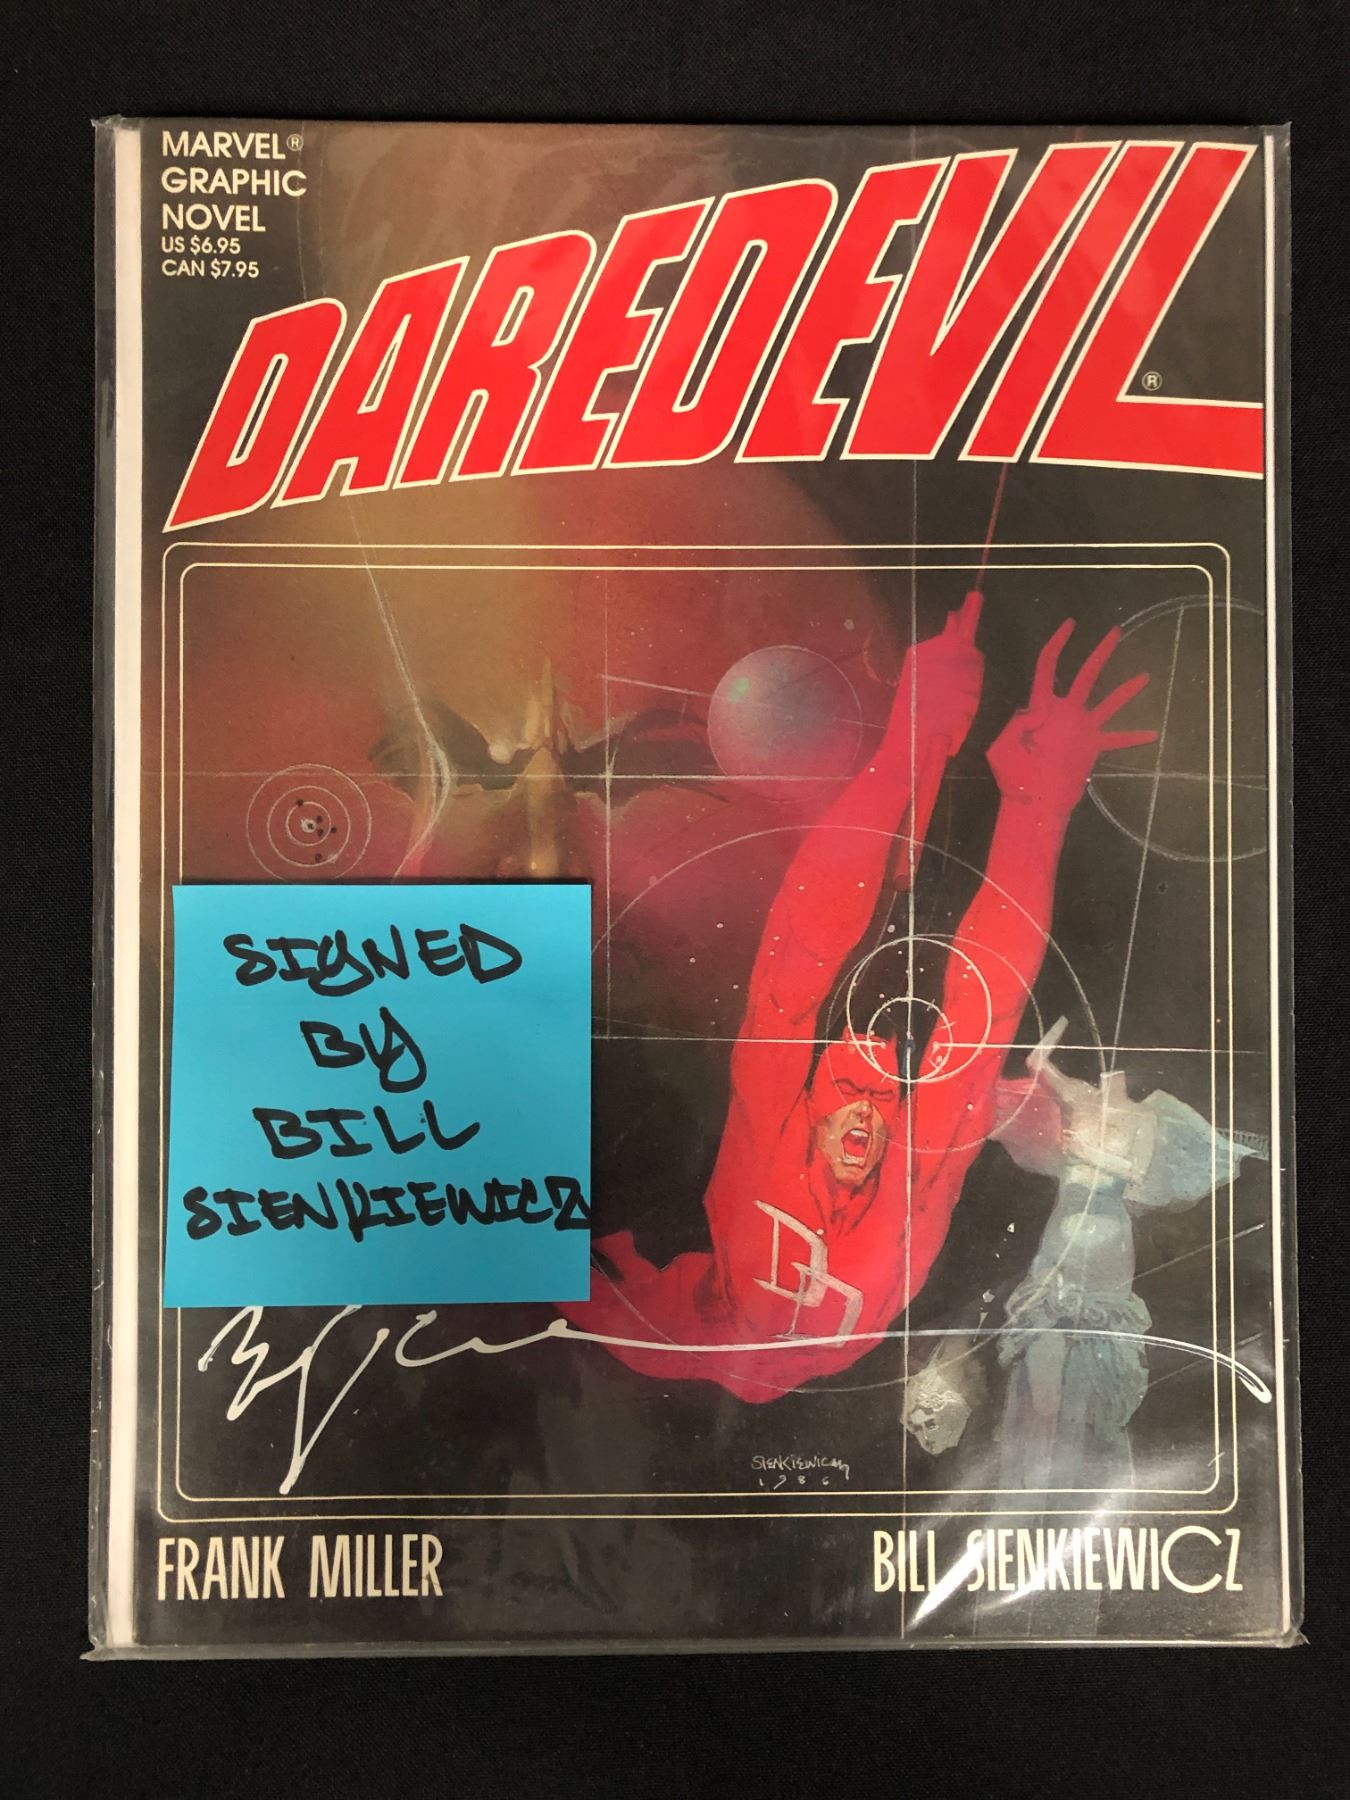 MARVEL®
GRAPHIC
NOVEL
US $6.95
CAN $7.95
DAREDEVIL
®
SIGNED
BY
BILL
SIENKIEWICZ
DD
SIENKIEWICZ
1986
FRANK MILLER
BILL SIENKIEWICZ